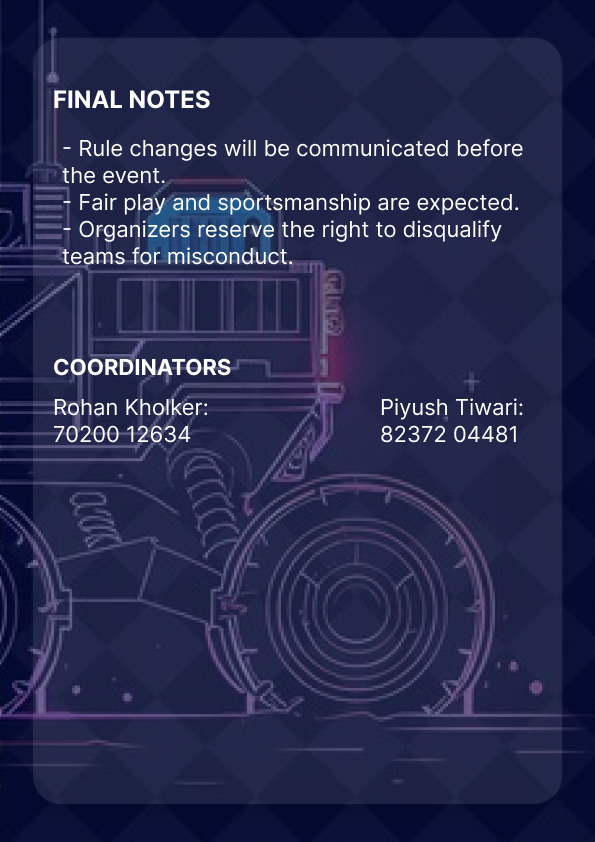 FINAL NOTES
- Rule changes will be communicated before
the event.
- Fair play and sportsmanship are expected.
- Organizers reserve the right to disqualify
teams for misconduct.
COORDINATORS
Rohan Kholker:
70200 12634
Piyush Tiwari:
82372 04481